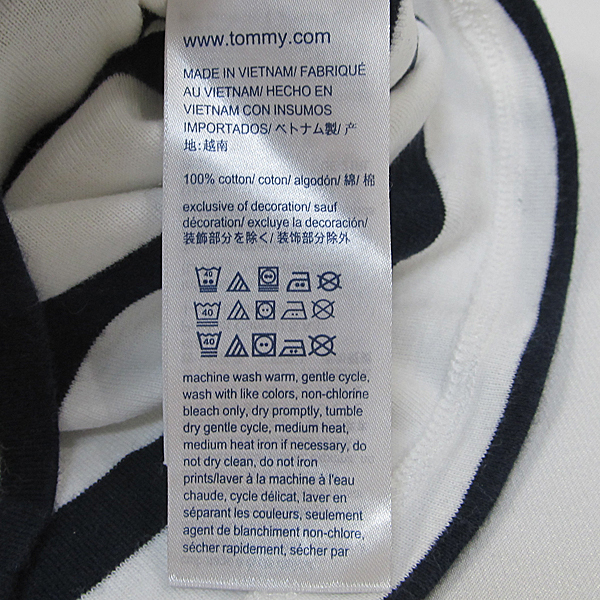 www.tommy.com
MADE IN VIETNAM/ FABRIQUÉ
AU VIETNAM/ HECHO EN
VIETNAM CON INSUMOS
IMPORTADOS/ ベトナム製/ 产
地：越南
100% cotton/ coton/ algodón/ 綿/ 棉
exclusive of decoration/ sauf
décoration/ excluye la decoración/
装飾部分を除く/ 装饰部分除外
40
40
40
machine wash warm, gentle cycle,
wash with like colors, non-chlorine
bleach only, dry promptly, tumble
dry gentle cycle, medium heat,
medium heat iron if necessary, do
not dry clean, do not iron
prints/laver à la machine à l'eau
chaude, cycle délicat, laver en
séparant les couleurs, seulement
agent de blanchiment non-chlore,
sécher rapidement, sécher par